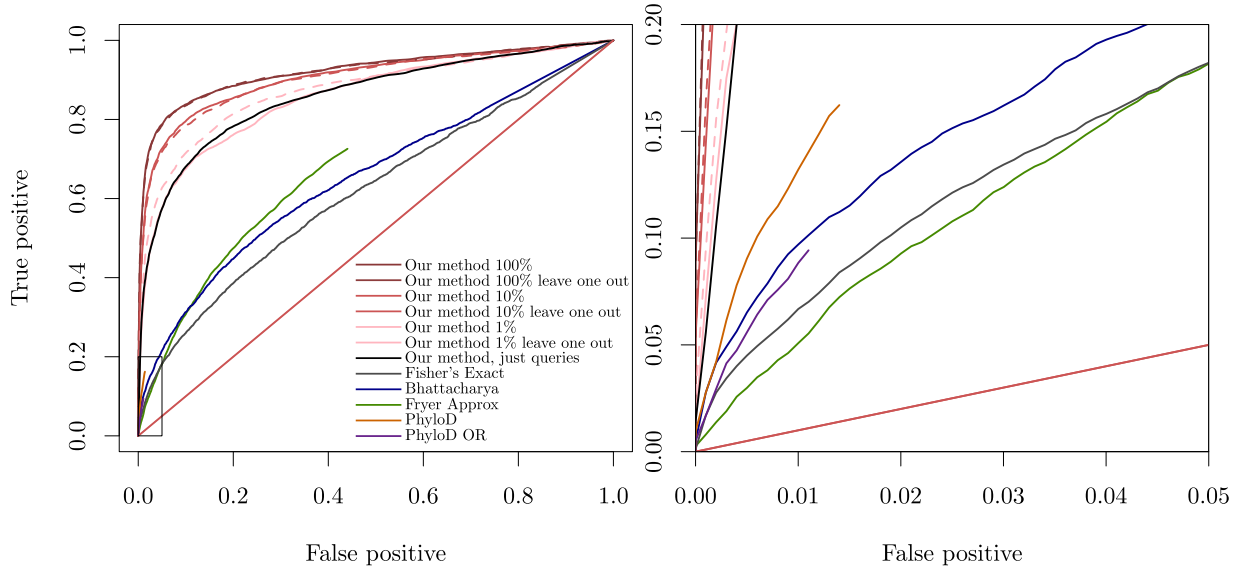 True positive
0.0
0.2
0.4
0.6
0.8
1.0
Our method 100%
Our method 100% leave one out
Our method 10%
Our method 10% leave one out
Our method 1%
Our method 1% leave one out
Our method, just queries
Fisher's Exact
Bhattacharya
Fryer Approx
PhyloD
PhyloD OR
0.0 0.2 0.4 0.6 0.8 1.0
False positive
0.00
0.05
0.10
0.15
0.20
0.00 0.01 0.02 0.03 0.04 0.05
False positive